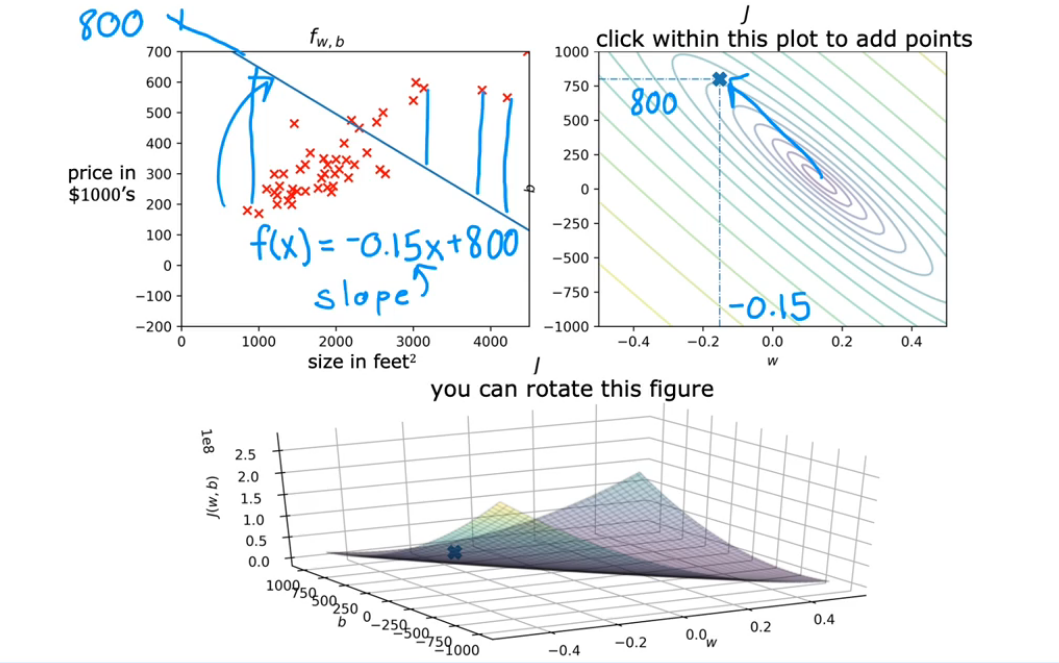 800
f w,b
700
600
500
400
300
200
100
0
−100
−200
price in
$1000's
0 1000 2000 3000 4000
size in feet²
f(x) = -0.15x+800
slope
J
click within this plot to add points
1000
750
500
250
0
−250
−500
−750
−1000
b
800
-0.15
−0.4 −0.2 0.0 0.2 0.4
w
J
you can rotate this figure
1e8
J(w, b)
2.5
2.0
1.5
1.0
0.5
0.0
1000 750 500 250 0 −250 −500 −750 −1000
b
−0.4 −0.2 0.0 0.2 0.4
w